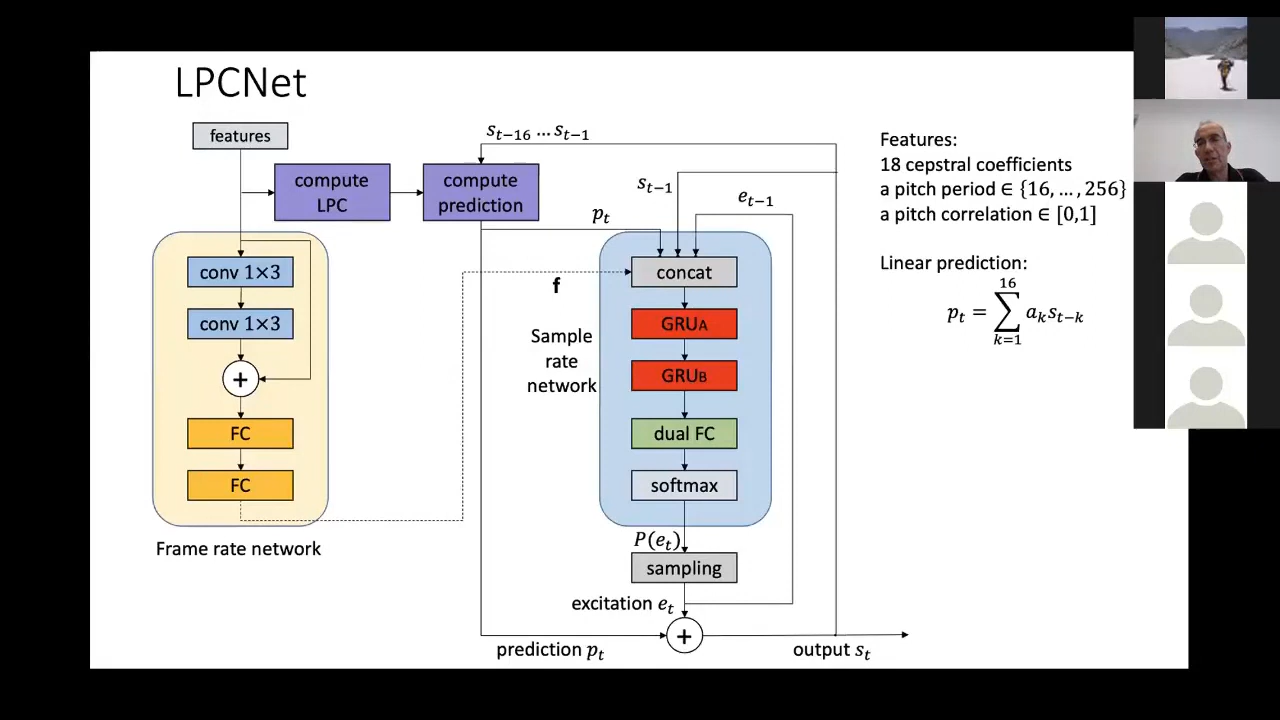 LPCNet
features
compute
LPC
compute
prediction
conv 1×3
conv 1×3
+
FC
FC
Frame rate network
s_{t−16} … s_{t−1}
s_{t−1}
e_{t−1}
p_t
f
concat
GRU_A
GRU_B
dual FC
softmax
Sample
rate
network
P(e_t)
sampling
excitation e_t
+
prediction p_t
output s_t
Features:
18 cepstral coefficients
a pitch period ∈ {16, … , 256}
a pitch correlation ∈ [0,1]
Linear prediction:
p_t = ∑_{k=1}^{16} a_k s_{t−k}